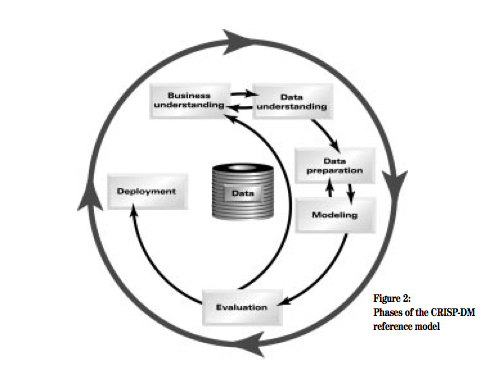 Business
understanding
Data
understanding
Data
preparation
Modeling
Data
Deployment
Evaluation
Figure 2:
Phases of the CRISP-DM
reference model